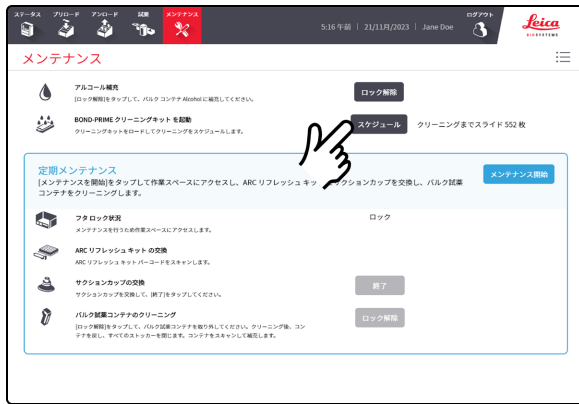 ステータス プリロード アンロード 試薬 メンテナンス 5:16 午前 | 21/11月/2023 | Jane Doe ログアウト Leica
BIOSYSTEMS
メンテナンス
アルコール補充
[ロック解除]をタップして、バルク コンテナ Alcohol に補充してください。
ロック解除
BOND-PRIME クリーニングキット を起動
クリーニングキットをロードしてクリーニングをスケジュールします。
スケジュール クリーニングまでスライド 552 枚
定期メンテナンス
[メンテナンスを開始]をタップして作業スペースにアクセスし、ARC リフレッシュ キッ クションカップを交換し、バルク試薬
コンテナをクリーニングします。
メンテナンス開始
フタ ロック状況 ロック
メンテナンスを行うため作業スペースにアクセスします。
ARC リフレッシュ キット の交換
ARC リフレッシュ キット バーコードをスキャンします。
サクションカップの交換
サクションカップを交換して、[終了]をタップしてください。
終了
バルク試薬コンテナのクリーニング
[ロック解除]をタップして、バルク試薬コンテナを取り外してください。クリーニング後、コン
テナを戻し、すべてのストッカーを閉じます。コンテナをスキャンして補充します。
ロック解除